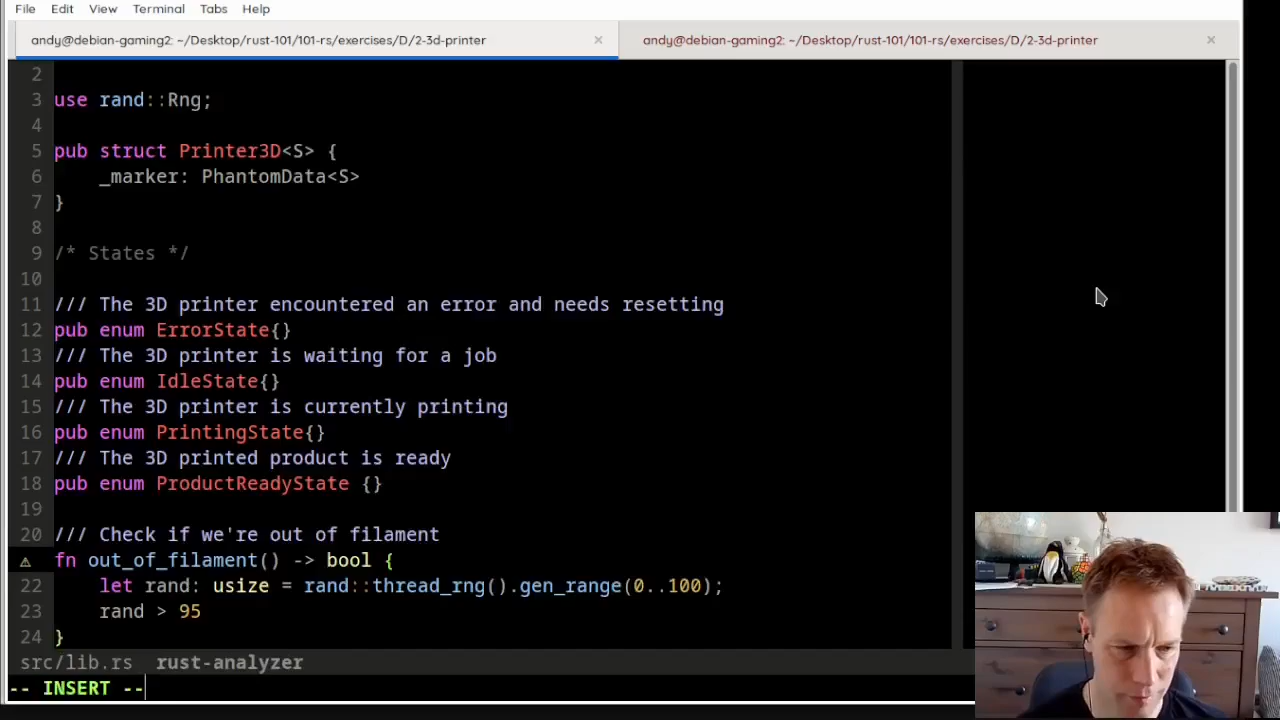 File Edit View Terminal Tabs Help
andy@debian-gaming2: ~/Desktop/rust-101/101-rs/exercises/D/2-3d-printer × andy@debian-gaming2: ~/Desktop/rust-101/101-rs/exercises/D/2-3d-printer ×
2
3 use rand::Rng;
4
5 pub struct Printer3D<S> {
6     _marker: PhantomData<S>
7 }
8
9 /* States */
10
11 /// The 3D printer encountered an error and needs resetting
12 pub enum ErrorState{}
13 /// The 3D printer is waiting for a job
14 pub enum IdleState{}
15 /// The 3D printer is currently printing
16 pub enum PrintingState{}
17 /// The 3D printed product is ready
18 pub enum ProductReadyState {}
19
20 /// Check if we're out of filament
⚠ fn out_of_filament() -> bool {
22     let rand: usize = rand::thread_rng().gen_range(0..100);
23     rand > 95
24 }
src/lib.rs rust-analyzer
-- INSERT --